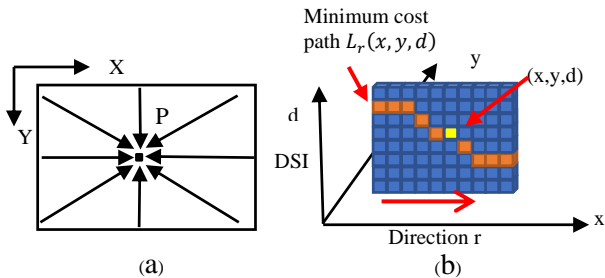 X
Y
P
(a)
Minimum cost
path L_r(x, y, d)
y
(x,y,d)
d
DSI
x
Direction r
(b)